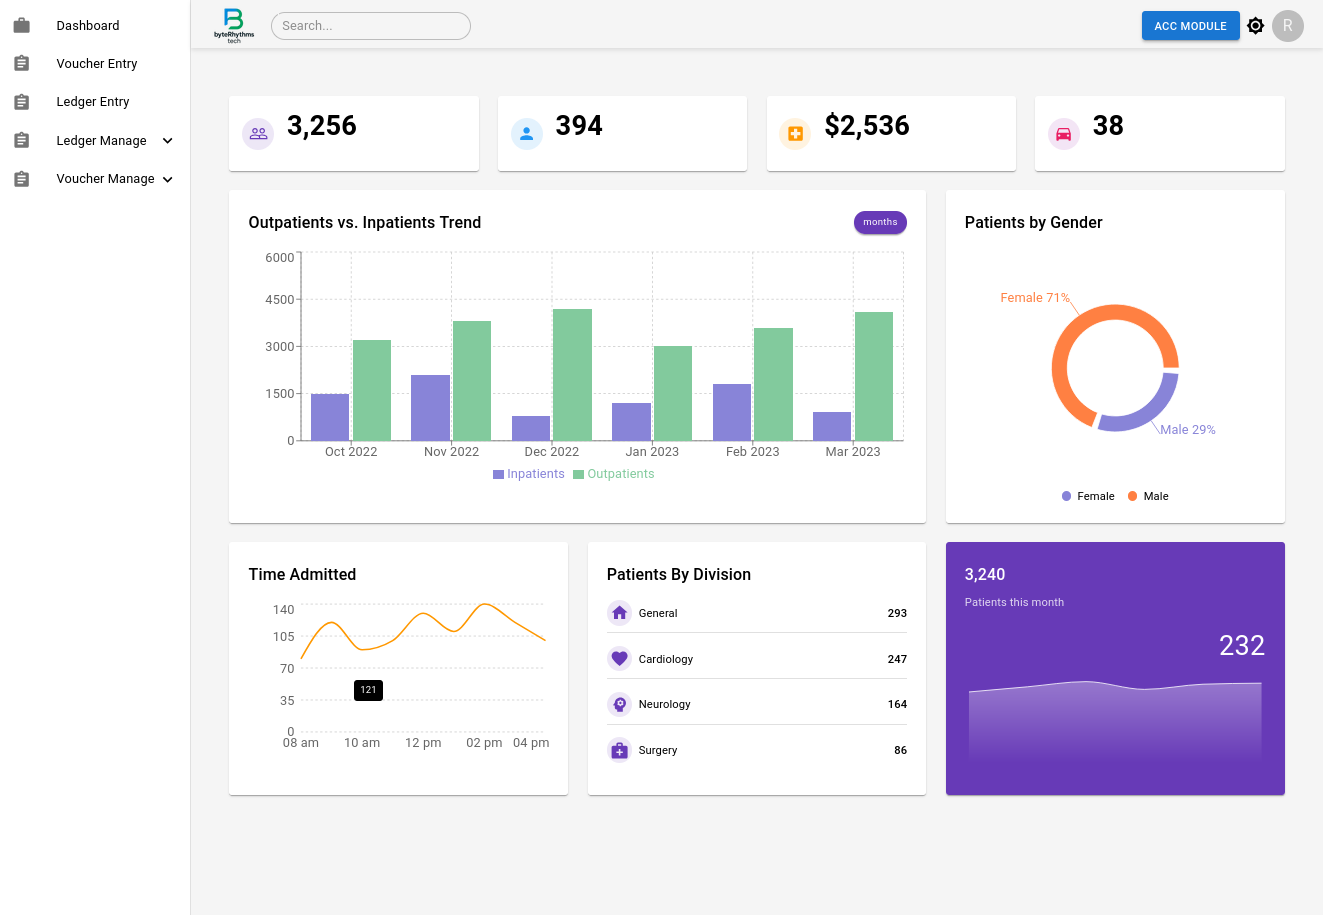 Dashboard
Voucher Entry
Ledger Entry
Ledger Manage
Voucher Manage
byteRhythms
tech
Search...
ACC MODULE
R
3,256
394
$2,536
38
Outpatients vs. Inpatients Trend
months
6000
4500
3000
1500
0
Oct 2022 Nov 2022 Dec 2022 Jan 2023 Feb 2023 Mar 2023
Inpatients Outpatients
Patients by Gender
Female 71%
Male 29%
Female Male
Time Admitted
140
105
70
121
35
0
08 am 10 am 12 pm 02 pm 04 pm
Patients By Division
General 293
Cardiology 247
Neurology 164
Surgery 86
3,240
Patients this month
232